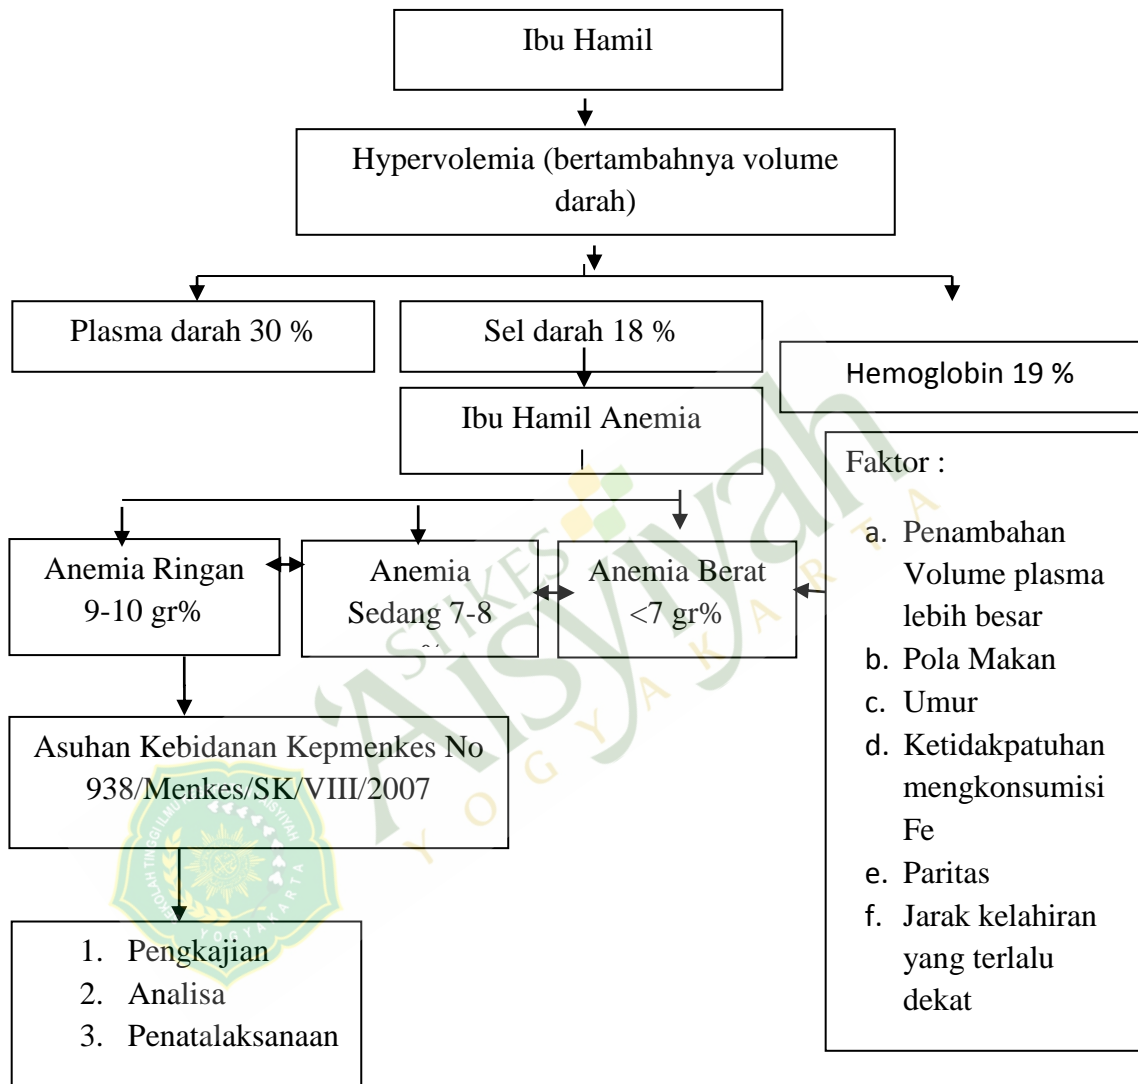 Ibu Hamil
Hypervolemia (bertambahnya volume
darah)
Plasma darah 30 %
Sel darah 18 %
Hemoglobin 19 %
Ibu Hamil Anemia
Anemia Ringan
9-10 gr%
Anemia
Sedang 7-8
Anemia Berat
<7 gr%
Faktor :
a. Penambahan
Volume plasma
lebih besar
b. Pola Makan
c. Umur
d. Ketidakpatuhan
mengkonsumisi
Fe
e. Paritas
f. Jarak kelahiran
yang terlalu
dekat
Asuhan Kebidanan Kepmenkes No
938/Menkes/SK/VIII/2007
1. Pengkajian
2. Analisa
3. Penatalaksanaan
STIKES
'Aisyiyah
YOGYAKARTA